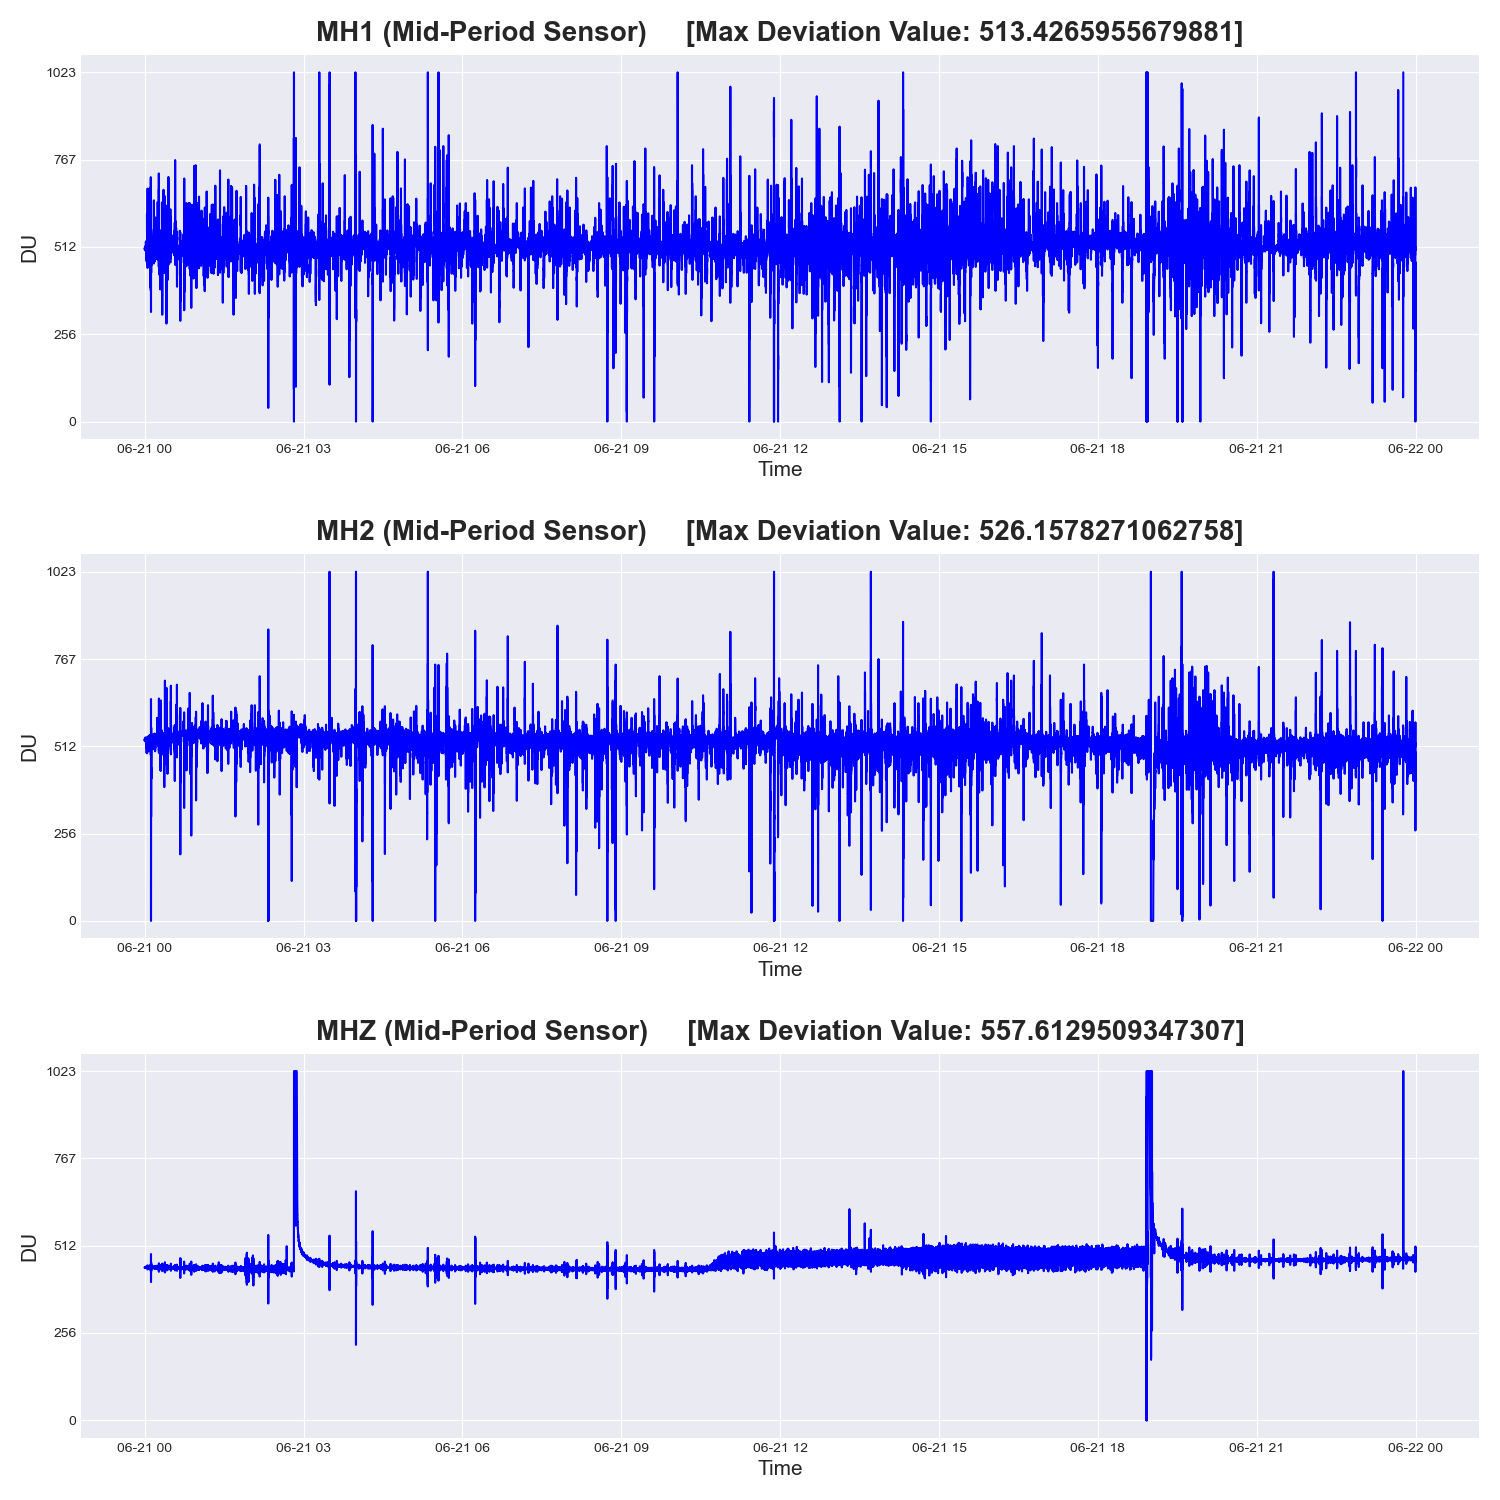 MH1 (Mid-Period Sensor) [Max Deviation Value: 513.4265955679881]
1023
767
512
256
0
DU
06-21 00 06-21 03 06-21 06 06-21 09 06-21 12 06-21 15 06-21 18 06-21 21 06-22 00
Time
MH2 (Mid-Period Sensor) [Max Deviation Value: 526.1578271062758]
1023
767
512
256
0
DU
06-21 00 06-21 03 06-21 06 06-21 09 06-21 12 06-21 15 06-21 18 06-21 21 06-22 00
Time
MHZ (Mid-Period Sensor) [Max Deviation Value: 557.6129509347307]
1023
767
512
256
0
DU
06-21 00 06-21 03 06-21 06 06-21 09 06-21 12 06-21 15 06-21 18 06-21 21 06-22 00
Time